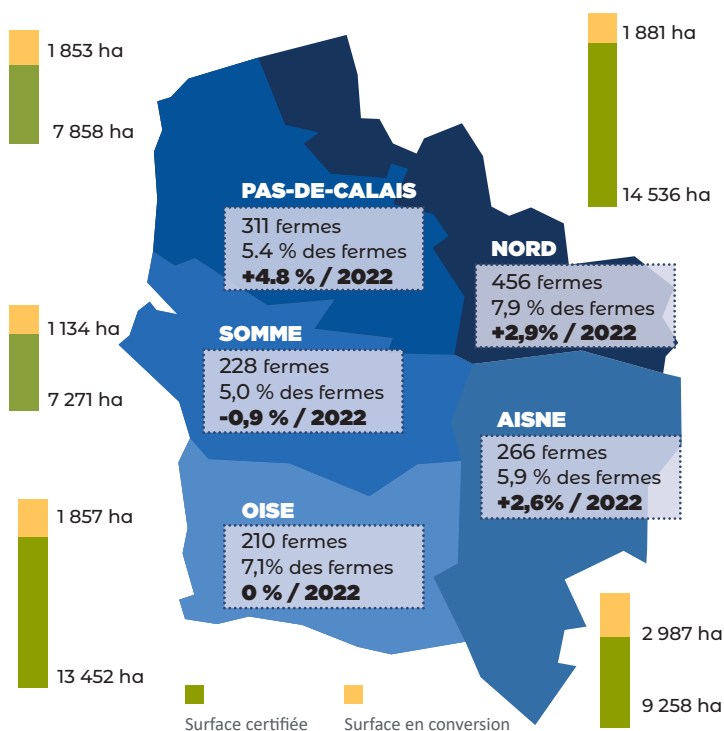 1 853 ha
7 858 ha
1 881 ha
14 536 ha
PAS-DE-CALAIS
311 fermes
5.4 % des fermes
+4.8 % / 2022
NORD
456 fermes
7,9 % des fermes
+2,9% / 2022
1 134 ha
7 271 ha
SOMME
228 fermes
5,0 % des fermes
-0,9 % / 2022
AISNE
266 fermes
5,9 % des fermes
+2,6% / 2022
1 857 ha
13 452 ha
OISE
210 fermes
7,1% des fermes
0 % / 2022
2 987 ha
9 258 ha
Surface certifiée
Surface en conversion